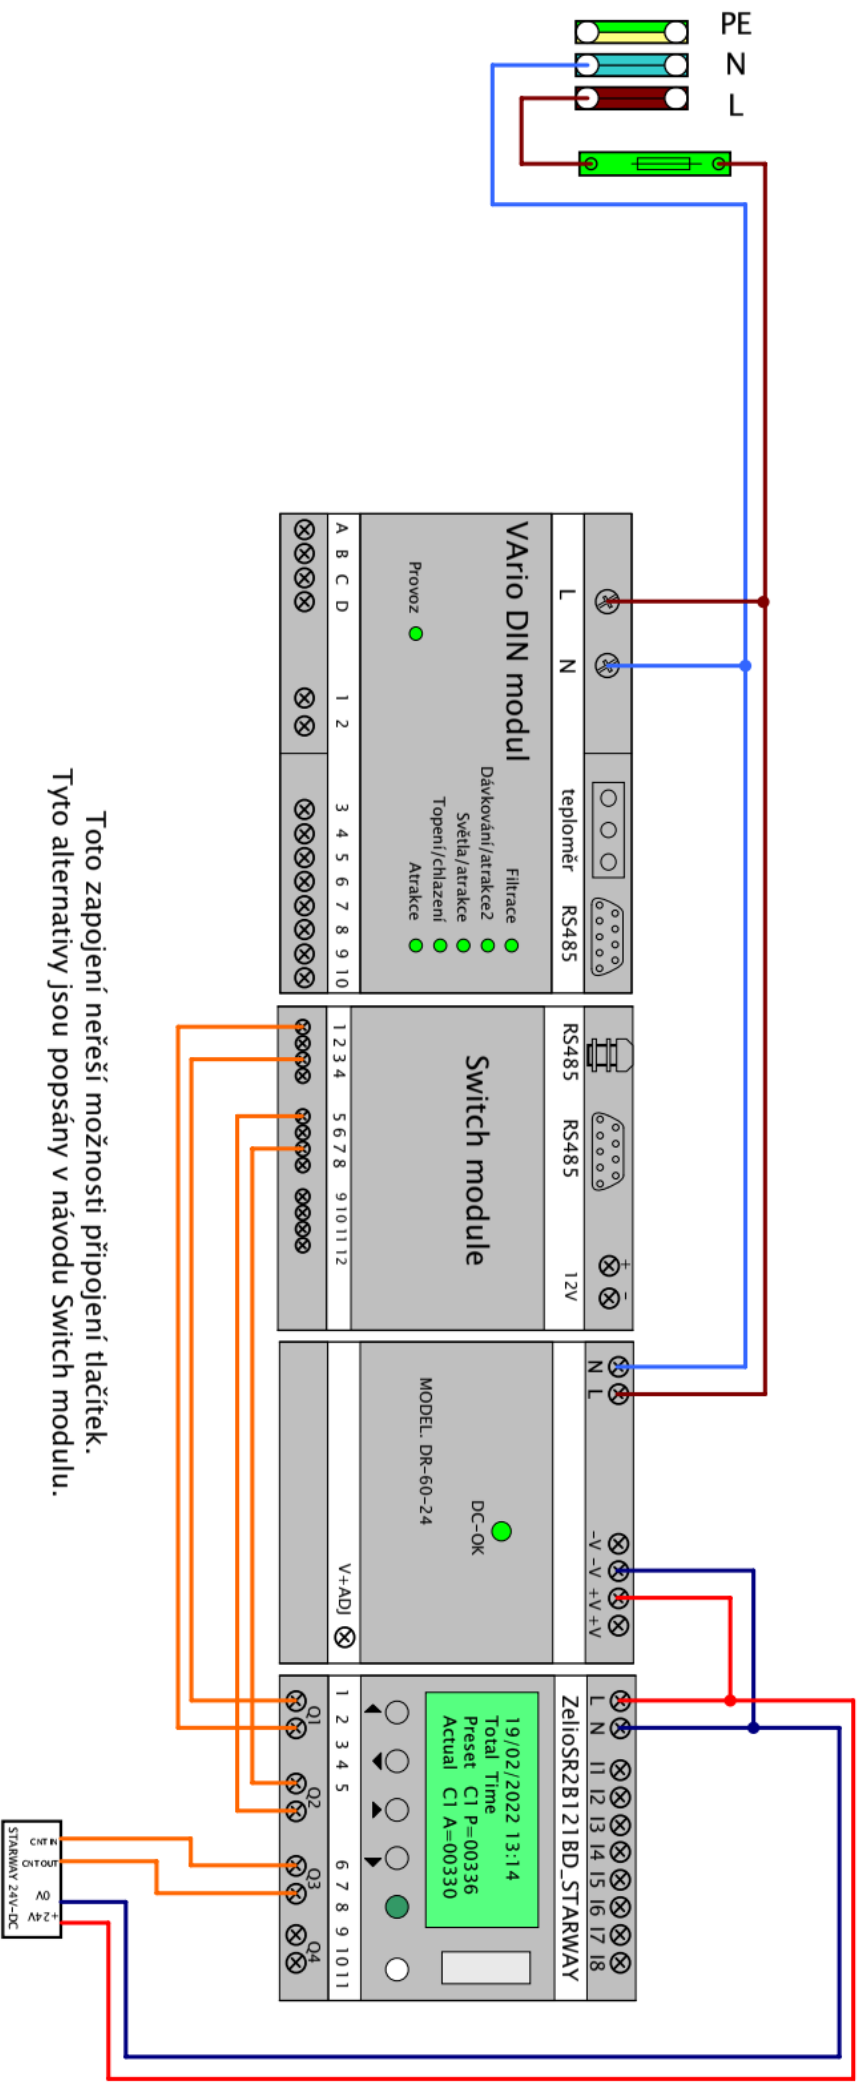 PE
N
L
VArio DIN modul
L
N
teploměr
RS485
Provoz
Filtrace
Dávkování/atrakce2
Světla/atrakce
Topení/chlazení
Atrakce
A B C D
1 2
3 4 5 6 7 8 9 10
Switch module
RS485
RS485
12V
+ -
1 2 3 4
5 6 7 8
9 10 11 12
N L
-V -V +V +V
DC-OK
MODEL. DR-60-24
V+ADJ
L N I1 I2 I3 I4 I5 I6 I7 I8
ZelioSR2B121BD_STARWAY
19/02/2022 13:14
Total Time
Preset C1 P=00336
Actual C1 A=00330
1 2 3 4 5
6 7 8 9 10 11
Q1
Q2
Q3
Q4
CNT IN
CNT OUT
0V
+24V
STARWAY 24V-DC
Toto zapojení neřeší možnosti připojení tlačítek.
Tyto alternativy jsou popsány v návodu Switch modulu.